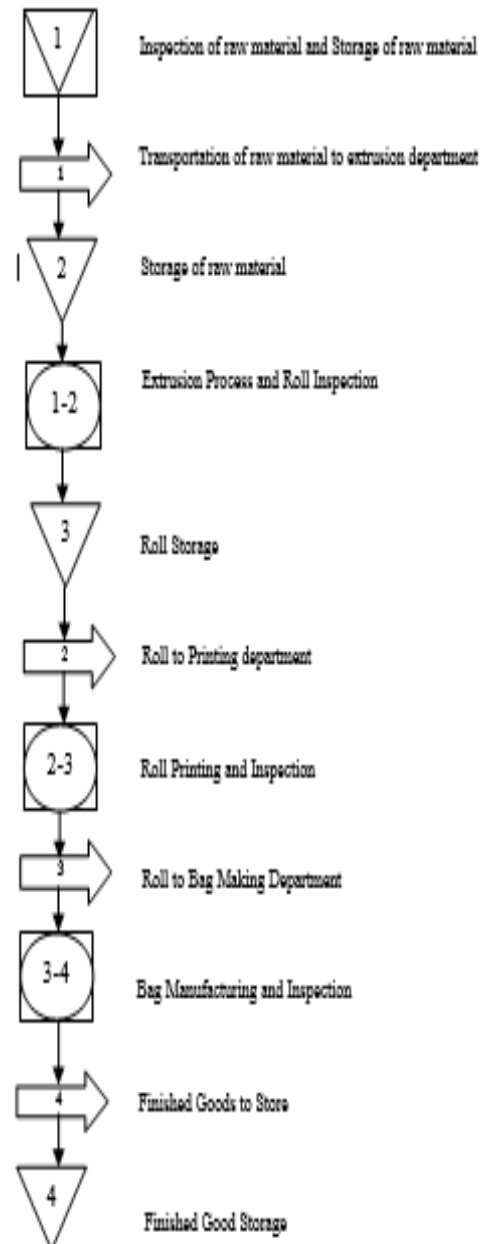 1
Inspection of raw material and Storage of raw material
1
Transportation of raw material to extrusion department
2
Storage of raw material
1-2
Extrusion Process and Roll Inspection
3
Roll Storage
2
Roll to Printing department
2-3
Roll Printing and Inspection
3
Roll to Bag Making Department
3-4
Bag Manufacturing and Inspection
4
Finished Goods to Store
4
Finished Good Storage